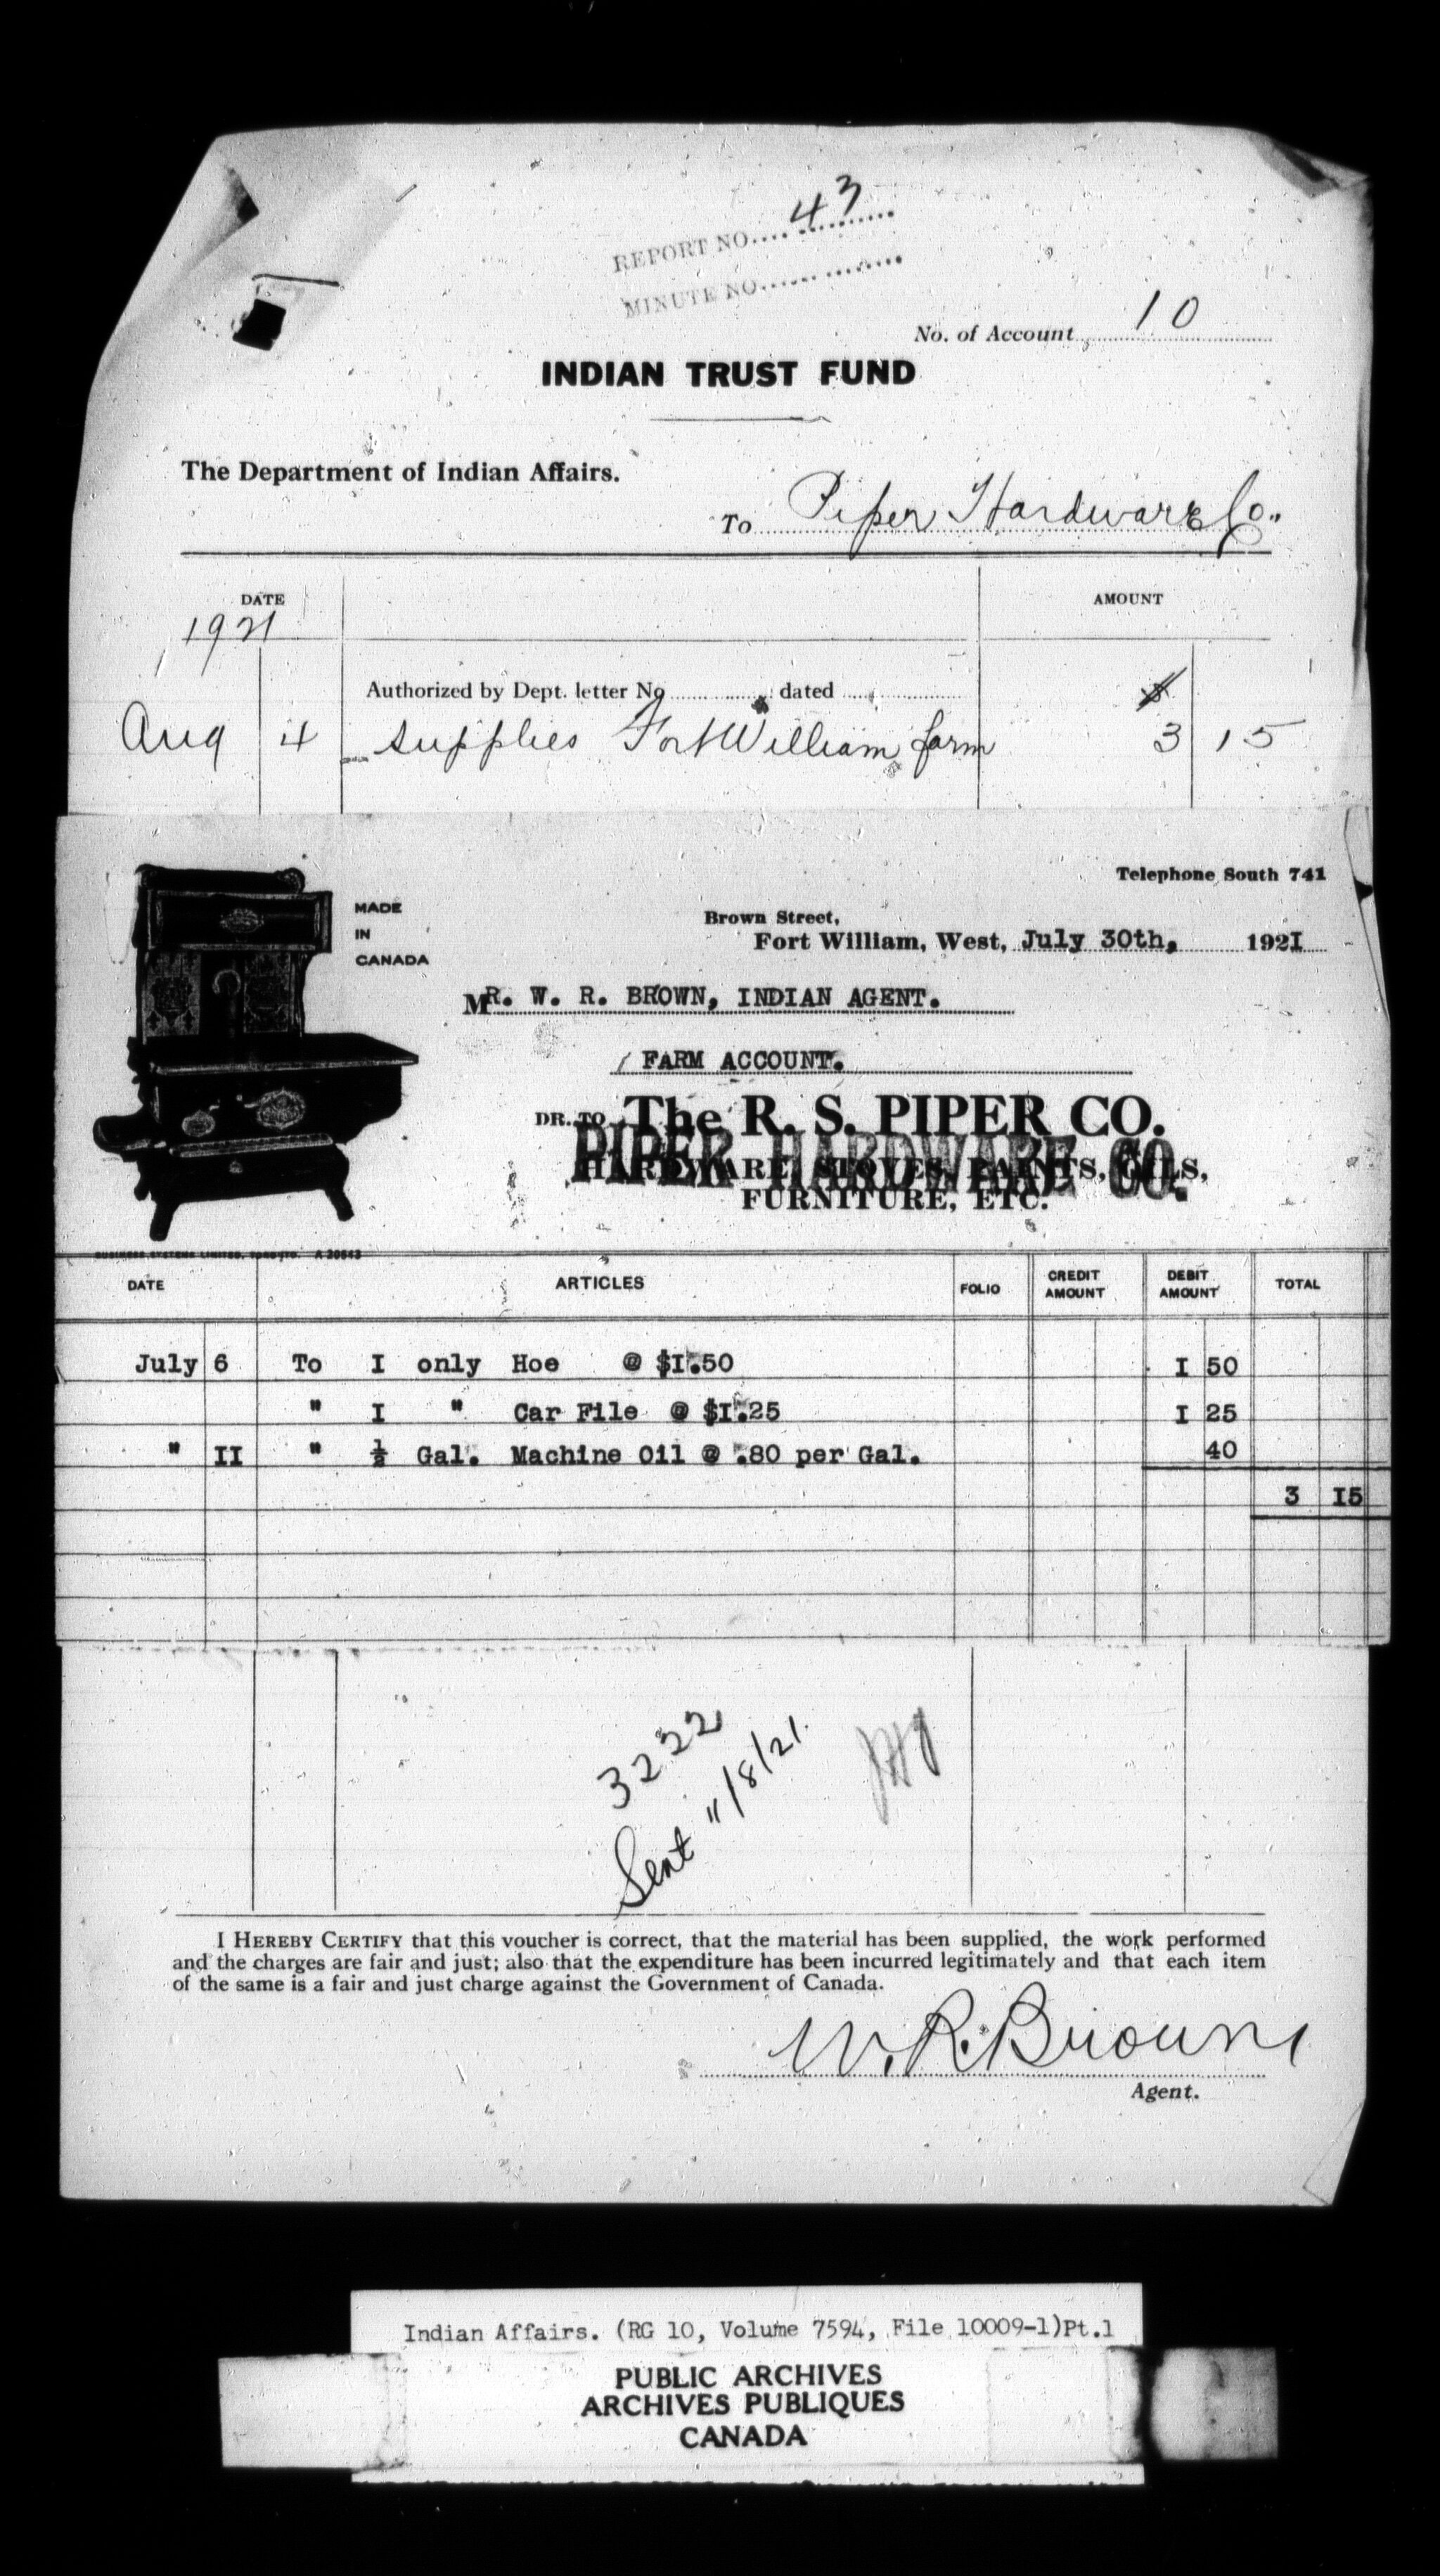 REPORT NO.... 43
MINUTE NO....
No. of Account 10
INDIAN TRUST FUND
The Department of Indian Affairs.
To Piper Hardware Co.
DATE AMOUNT
1921
Authorized by Dept. letter No. dated $
Aug 4 Supplies Fort William farm 3 15
Telephone South 741
MADE
IN
CANADA
Brown Street,
Fort William, West, July 30th, 1921
MR. W. R. BROWN, INDIAN AGENT.
FARM ACCOUNT.
DR. TO The R. S. PIPER CO.
PIPER HARDWARE CO.
HARDWARE, STOVES, PAINTS, OILS,
FURNITURE, ETC.
BUSINESS SYSTEMS LIMITED, TORONTO.
DATE ARTICLES FOLIO CREDIT AMOUNT DEBIT AMOUNT TOTAL
July 6 To I only Hoe @ $I.50 I 50
" I " Car File @ $I.25 I 25
" II " ½ Gal. Machine Oil @ .80 per Gal. 40
3 I5
3222
Sent 11/8/21.
I HEREBY CERTIFY that this voucher is correct, that the material has been supplied, the work performed
and the charges are fair and just; also that the expenditure has been incurred legitimately and that each item
of the same is a fair and just charge against the Government of Canada.
W. R. Brown
Agent.
Indian Affairs. (RG 10, Volume 7594, File 10009-1)Pt.1
PUBLIC ARCHIVES
ARCHIVES PUBLIQUES
CANADA